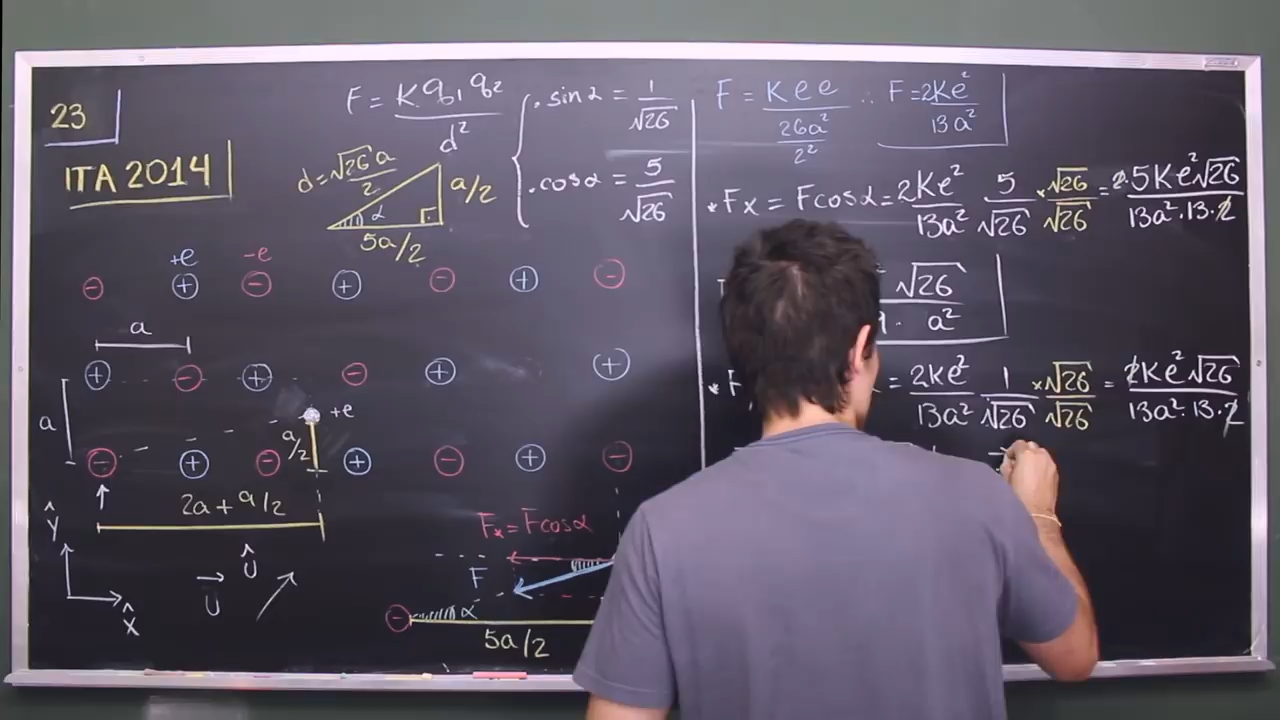 23
ITA 2014
F = K q₁ q₂ / d²
d = √26 a / 2
α
a/2
5a/2
. sin α = 1/√26
. cos α = 5/√26
+e -e
⊖ ⊕ ⊖ ⊕ ⊖ ⊕ ⊖
a
⊕ ⊖ ⊕ ⊖ ⊕ ⊕
a
+e
a/2
⊖ ⊕ ⊖ ⊕ ⊖ ⊕ ⊖
2a + a/2
ŷ
x̂
û
u⃗
Fx = F cos α
F
⊖ α
5a/2
F = K e e / (26a²/2²) ∴ F = 2Ke²/13a²
* Fx = F cos α = 2Ke²/13a² 5/√26 × √26/√26 = 2·5Ke²√26 / 13a²·13·2
√26
a²
* F = 2Ke²/13a² 1/√26 × √26/√26 = 2Ke²√26 / 13a²·13·2